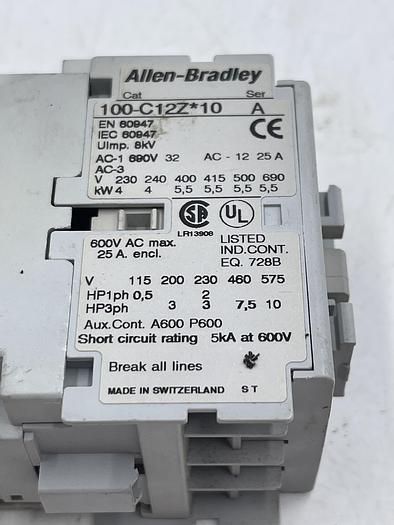 Allen-Bradley
Cat Ser
100-C12Z*10 A
EN 60947
IEC 60947
UImp. 8kV
CE
AC-1 690V 32 AC - 12 25 A
AC-3
V 230 240 400 415 500 690
kW 4 4 5,5 5,5 5,5 5,5
SA
UL
LR13908
600V AC max.
25 A. encl.
LISTED
IND.CONT.
EQ. 728B
V 115 200 230 460 575
HP1ph 0,5 2
HP3ph 3 3 7,5 10
Aux.Cont. A600 P600
Short circuit rating 5kA at 600V
Break all lines
MADE IN SWITZERLAND S T